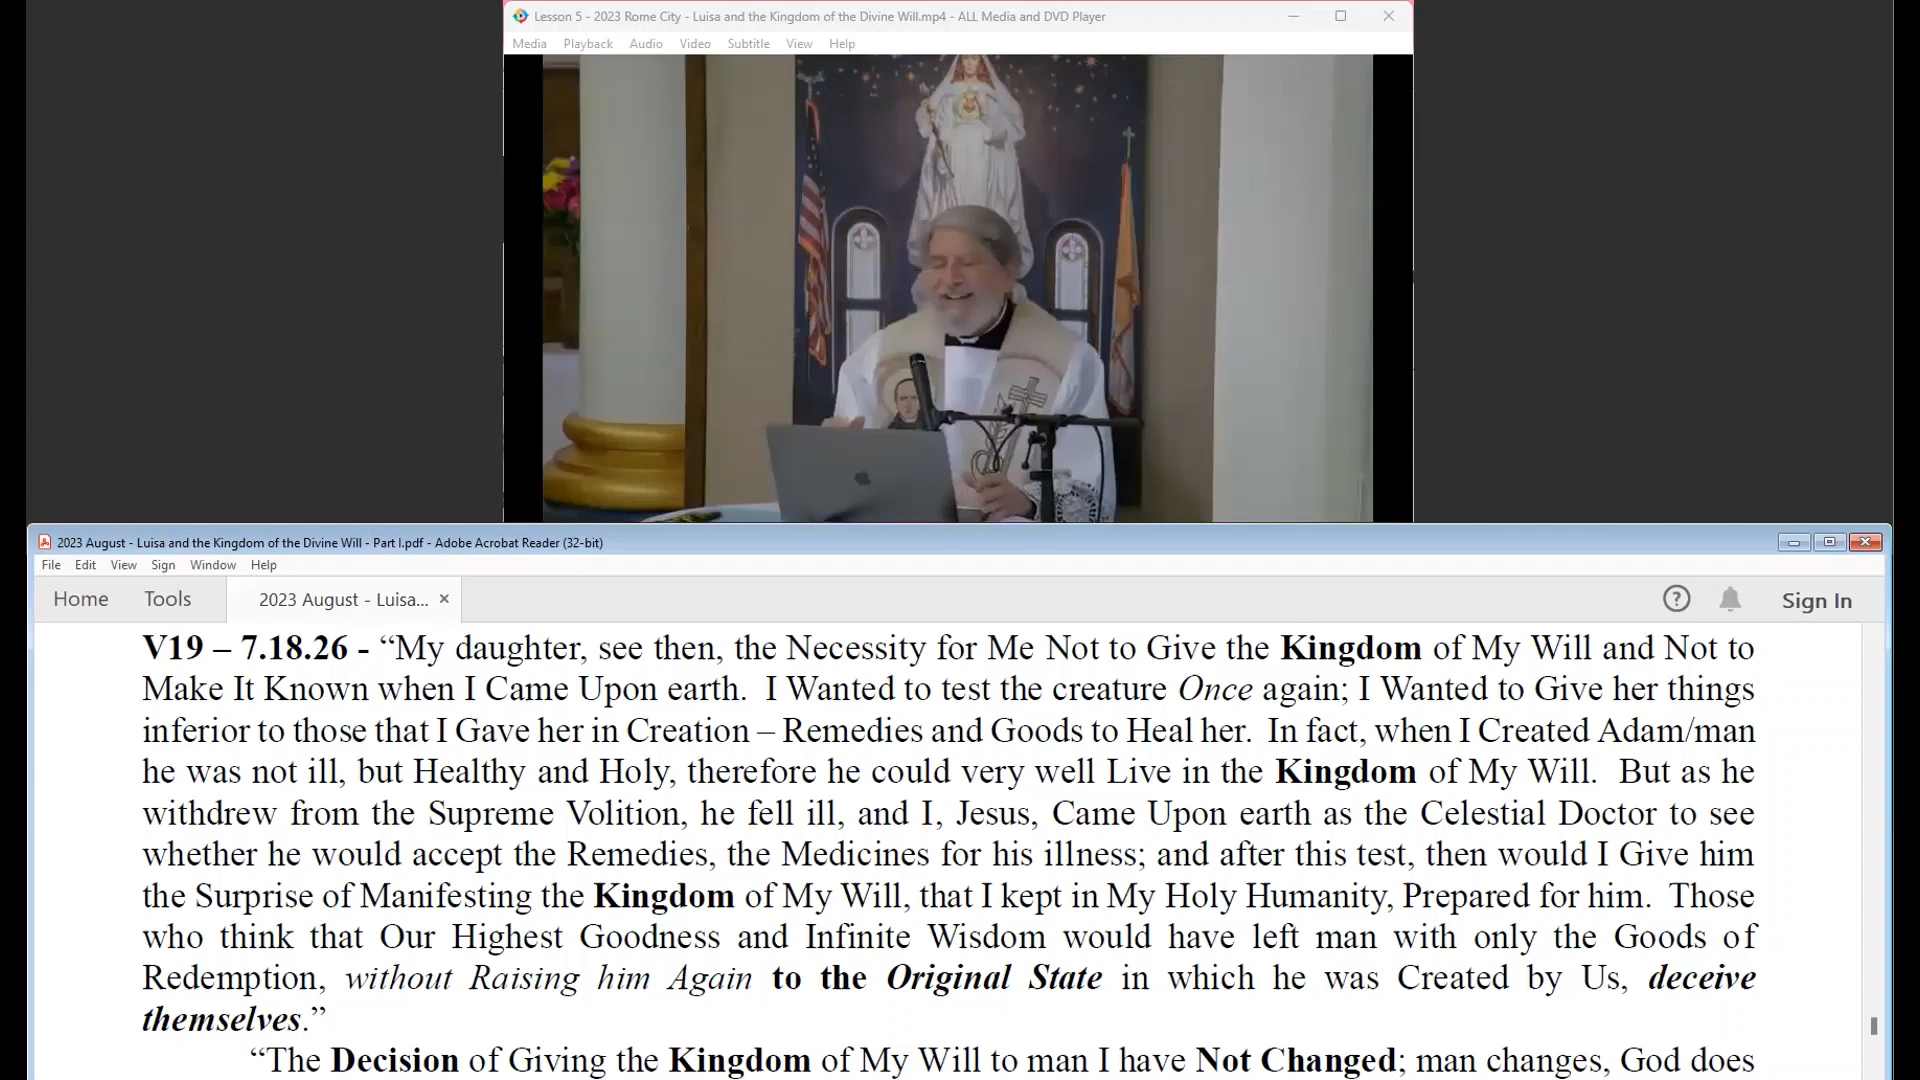 Lesson 5 - 2023 Rome City - Luisa and the Kingdom of the Divine Will.mp4 - ALL Media and DVD Player
Media Playback Audio Video Subtitle View Help
2023 August - Luisa and the Kingdom of the Divine Will - Part I.pdf - Adobe Acrobat Reader (32-bit)
File Edit View Sign Window Help
Home Tools 2023 August - Luisa... × Sign In
V19 – 7.18.26 - “My daughter, see then, the Necessity for Me Not to Give the Kingdom of My Will and Not to
Make It Known when I Came Upon earth. I Wanted to test the creature Once again; I Wanted to Give her things
inferior to those that I Gave her in Creation – Remedies and Goods to Heal her. In fact, when I Created Adam/man
he was not ill, but Healthy and Holy, therefore he could very well Live in the Kingdom of My Will. But as he
withdrew from the Supreme Volition, he fell ill, and I, Jesus, Came Upon earth as the Celestial Doctor to see
whether he would accept the Remedies, the Medicines for his illness; and after this test, then would I Give him
the Surprise of Manifesting the Kingdom of My Will, that I kept in My Holy Humanity, Prepared for him. Those
who think that Our Highest Goodness and Infinite Wisdom would have left man with only the Goods of
Redemption, without Raising him Again to the Original State in which he was Created by Us, deceive
themselves.”
“The Decision of Giving the Kingdom of My Will to man I have Not Changed; man changes, God does